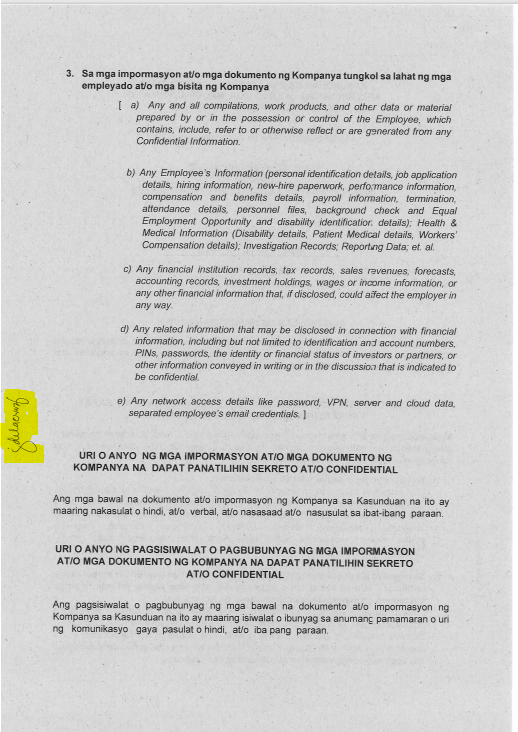 3. Sa mga impormasyon at/o mga dokumento ng Kompanya tungkol sa lahat ng mga
empleyado at/o mga bisita ng Kompanya
[ a) Any and all compilations, work products, and other data or material
prepared by or in the possession or control of the Employee, which
contains, include, refer to or otherwise reflect or are generated from any
Confidential Information.
b) Any Employee's Information (personal identification details, job application
details, hiring information, new-hire paperwork, performance information,
compensation and benefits details, payroll information, termination,
attendance details, personnel files, background check and Equal
Employment Opportunity and disability identification details); Health &
Medical Information (Disability details, Patient Medical details, Workers'
Compensation details); Investigation Records; Reporting Data; et. al.
c) Any financial institution records, tax records, sales revenues, forecasts,
accounting records, investment holdings, wages or income information, or
any other financial information that, if disclosed, could affect the employer in
any way.
d) Any related information that may be disclosed in connection with financial
information, including but not limited to identification and account numbers,
PINs, passwords, the identity or financial status of investors or partners, or
other information conveyed in writing or in the discussion that is indicated to
be confidential.
e) Any network access details like password, VPN, server and cloud data,
separated employee's email credentials. ]
URI O ANYO NG MGA IMPORMASYON AT/O MGA DOKUMENTO NG
KOMPANYA NA DAPAT PANATILIHIN SEKRETO AT/O CONFIDENTIAL
Ang mga bawal na dokumento at/o impormasyon ng Kompanya sa Kasunduan na ito ay
maaring nakasulat o hindi, at/o verbal, at/o nasasaad at/o nasusulat sa ibat-ibang paraan.
URI O ANYO NG PAGSISIWALAT O PAGBUBUNYAG NG MGA IMPORMASYON
AT/O MGA DOKUMENTO NG KOMPANYA NA DAPAT PANATILIHIN SEKRETO
AT/O CONFIDENTIAL
Ang pagsisiwalat o pagbubunyag ng mga bawal na dokumento at/o impormasyon ng
Kompanya sa Kasunduan na ito ay maaring isiwalat o ibunyag sa anumang pamamaran o uri
ng komunikasyo gaya pasulat o hindi, at/o iba pang paraan.